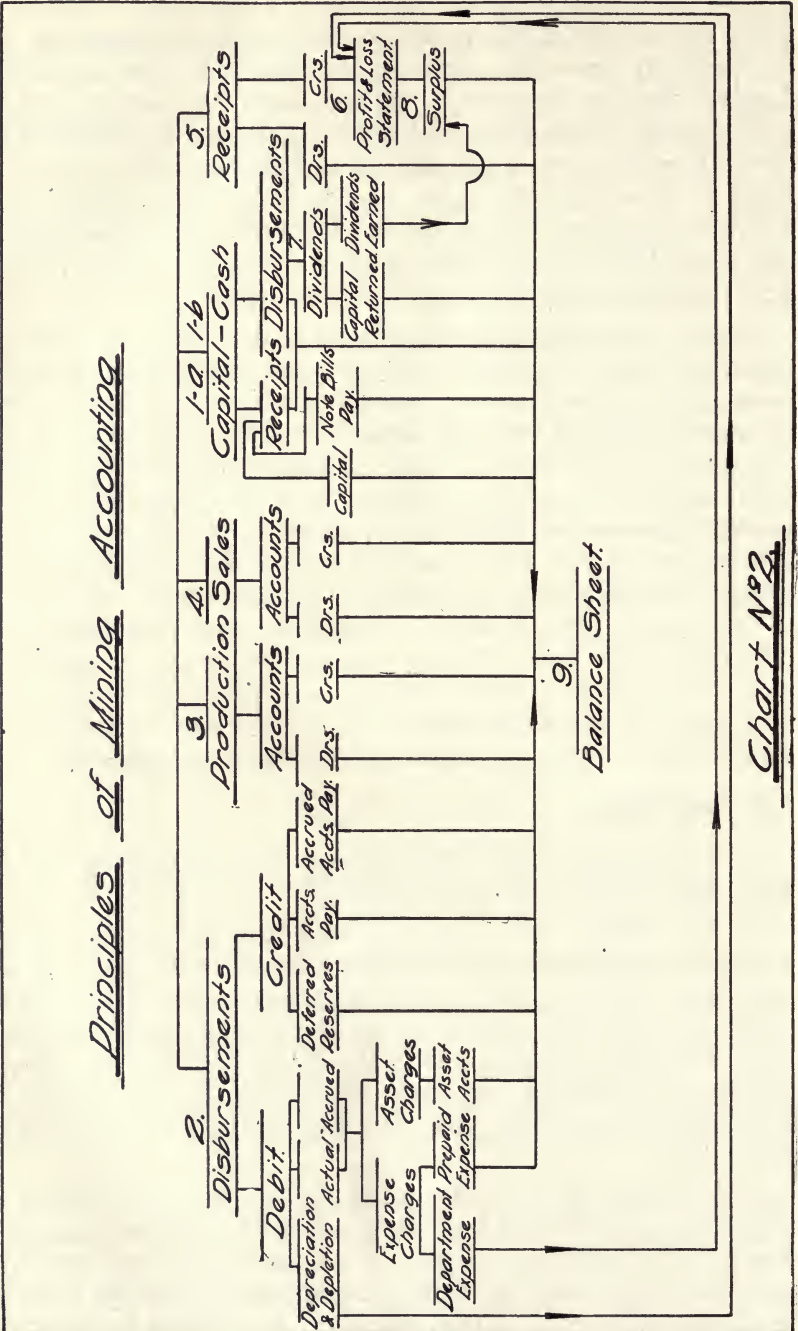 Principles of Mining Accounting
2.
Disbursements
3.
Production
4.
Sales
1-a. 1-b
Capital-Cash
5.
Receipts
Debit
Credit
Accounts
Accounts
Receipts
Disbursements
Depreciation
& Depletion
Actual
Accrued
Deferred
Reserves
Accts.
Pay.
Accrued
Accts. Pay.
Drs.
Crs.
Drs.
Crs.
Capital
Note Bills
Pay.
7.
Dividends
Drs.
Crs.
Capital
Returned
Dividends
Earned
6.
Profit & Loss
Statement.
8.
Surplus
Expense
Charges
Asset
Charges
Department
Expense
Prepaid
Expense
Asset
Accts
9.
Balance Sheet.
Chart Nº2.